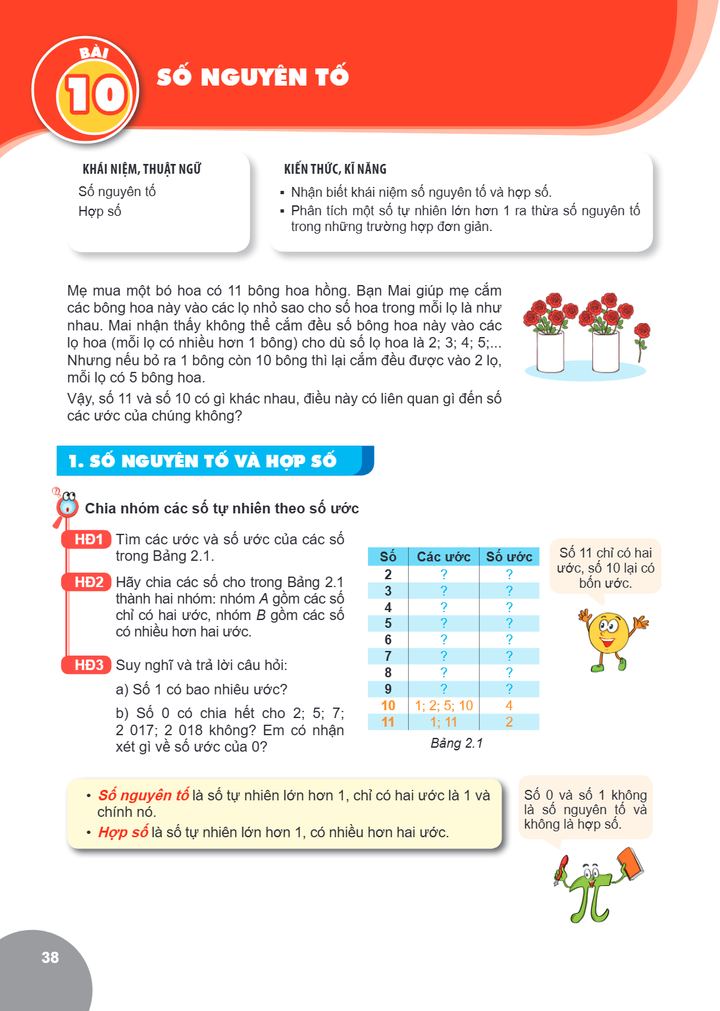 BÀI
10
SỐ NGUYÊN TỐ
KHÁI NIỆM, THUẬT NGỮ
Số nguyên tố
Hợp số
KIẾN THỨC, KĨ NĂNG
▪ Nhận biết khái niệm số nguyên tố và hợp số.
▪ Phân tích một số tự nhiên lớn hơn 1 ra thừa số nguyên tố
trong những trường hợp đơn giản.
Mẹ mua một bó hoa có 11 bông hoa hồng. Bạn Mai giúp mẹ cắm
các bông hoa này vào các lọ nhỏ sao cho số hoa trong mỗi lọ là như
nhau. Mai nhận thấy không thể cắm đều số bông hoa này vào các
lọ hoa (mỗi lọ có nhiều hơn 1 bông) cho dù số lọ hoa là 2; 3; 4; 5;...
Nhưng nếu bỏ ra 1 bông còn 10 bông thì lại cắm đều được vào 2 lọ,
mỗi lọ có 5 bông hoa.
Vậy, số 11 và số 10 có gì khác nhau, điều này có liên quan gì đến số
các ước của chúng không?
1. SỐ NGUYÊN TỐ VÀ HỢP SỐ
Chia nhóm các số tự nhiên theo số ước
HĐ1 Tìm các ước và số ước của các số
trong Bảng 2.1.
HĐ2 Hãy chia các số cho trong Bảng 2.1
thành hai nhóm: nhóm A gồm các số
chỉ có hai ước, nhóm B gồm các số
có nhiều hơn hai ước.
HĐ3 Suy nghĩ và trả lời câu hỏi:
a) Số 1 có bao nhiêu ước?
b) Số 0 có chia hết cho 2; 5; 7;
2 017; 2 018 không? Em có nhận
xét gì về số ước của 0?
Số Các ước Số ước
2 ? ?
3 ? ?
4 ? ?
5 ? ?
6 ? ?
7 ? ?
8 ? ?
9 ? ?
10 1; 2; 5; 10 4
11 1; 11 2
Bảng 2.1
Số 11 chỉ có hai
ước, số 10 lại có
bốn ước.
• Số nguyên tố là số tự nhiên lớn hơn 1, chỉ có hai ước là 1 và
chính nó.
• Hợp số là số tự nhiên lớn hơn 1, có nhiều hơn hai ước.
Số 0 và số 1 không
là số nguyên tố và
không là hợp số.
38